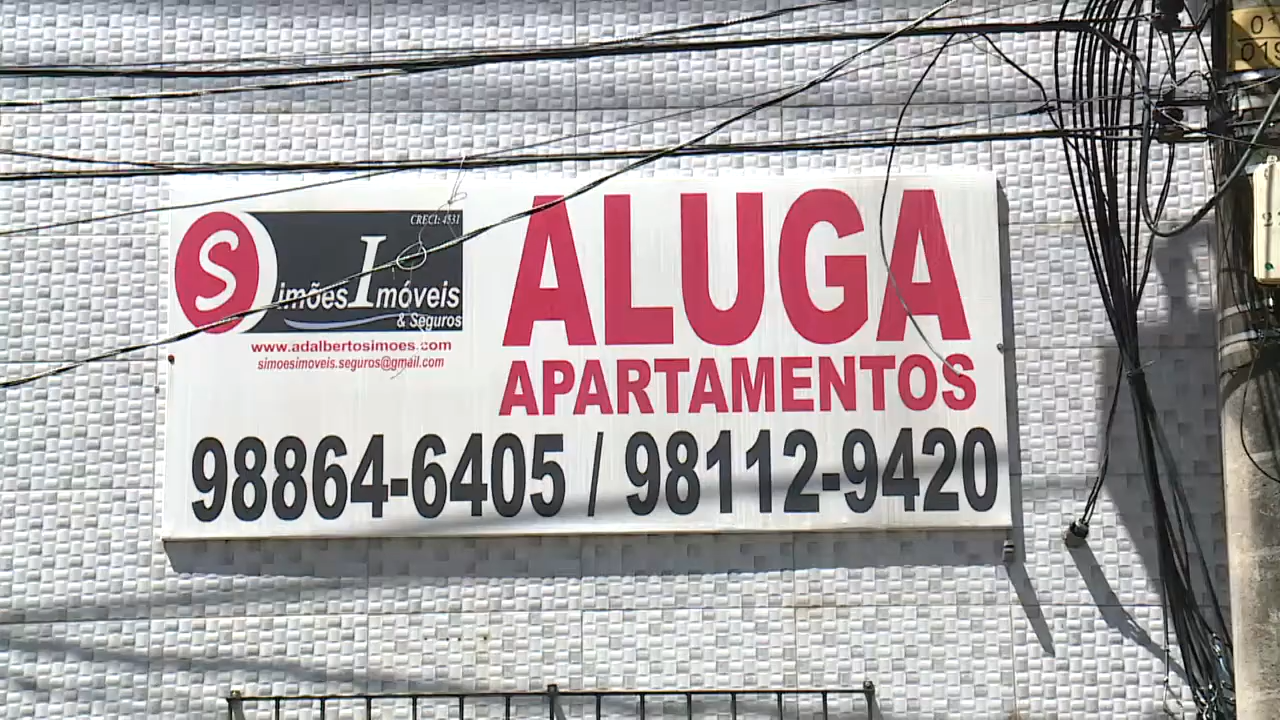 CRECI: 4531
Simões Imóveis
& Seguros
www.adalbertosimoes.com
simoesimoveis.seguros@gmail.com
ALUGA
APARTAMENTOS
98864-6405 / 98112-9420